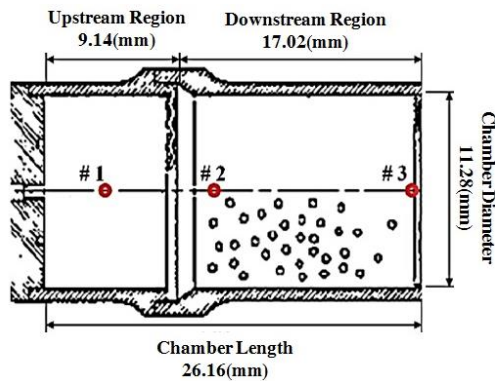 Upstream Region
9.14(mm)
Downstream Region
17.02(mm)
# 1
# 2
# 3
Chamber Diameter
11.28(mm)
Chamber Length
26.16(mm)